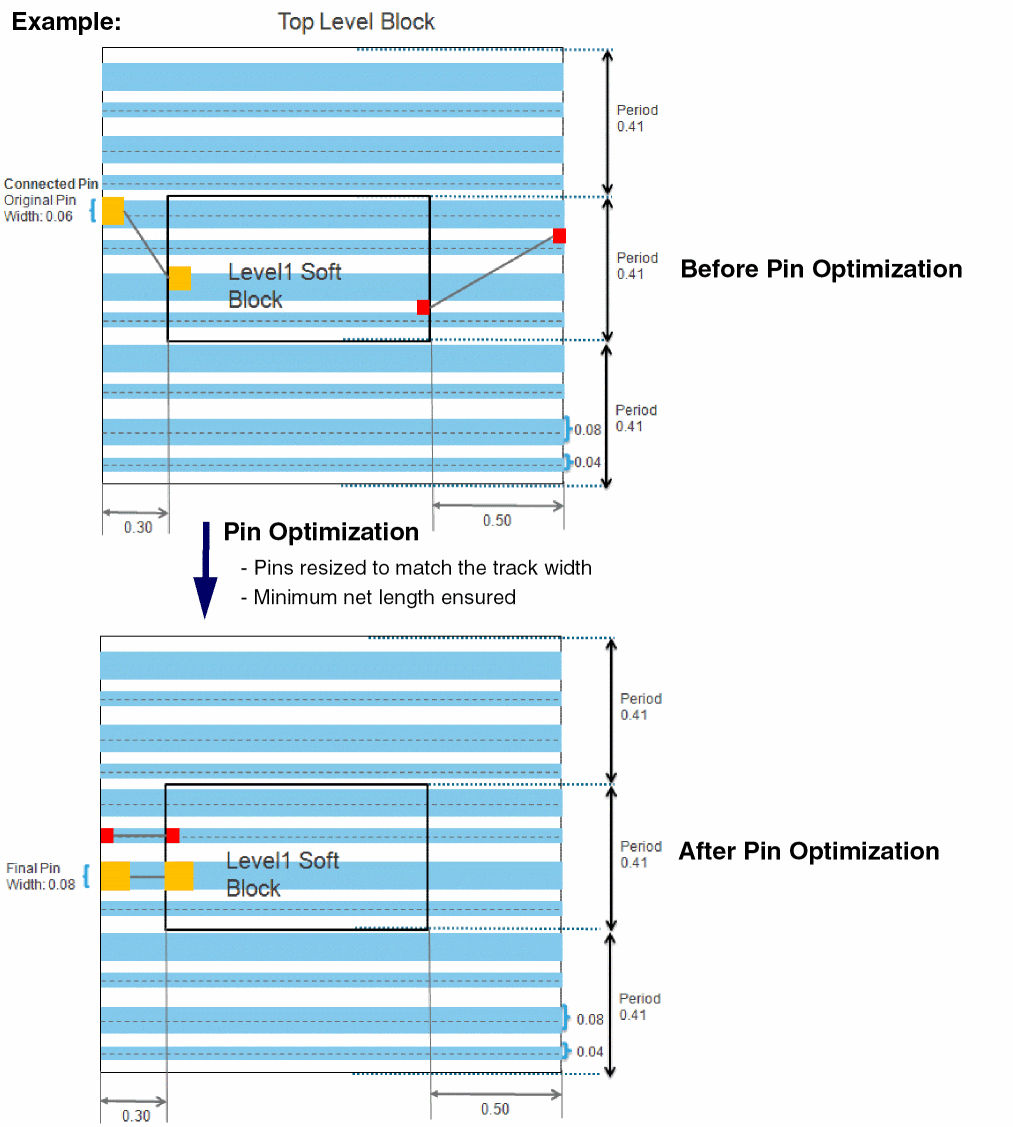 Example:
Top Level Block
Period
0.41
Connected Pin
Original Pin
Width: 0.06
Period
0.41
Level1 Soft
Block
Before Pin Optimization
Period
0.41
0.08
0.04
0.30
0.50
Pin Optimization
- Pins resized to match the track width
- Minimum net length ensured
Period
0.41
Period
0.41
Level1 Soft
Block
After Pin Optimization
Final Pin
Width: 0.08
Period
0.41
0.08
0.04
0.30
0.50